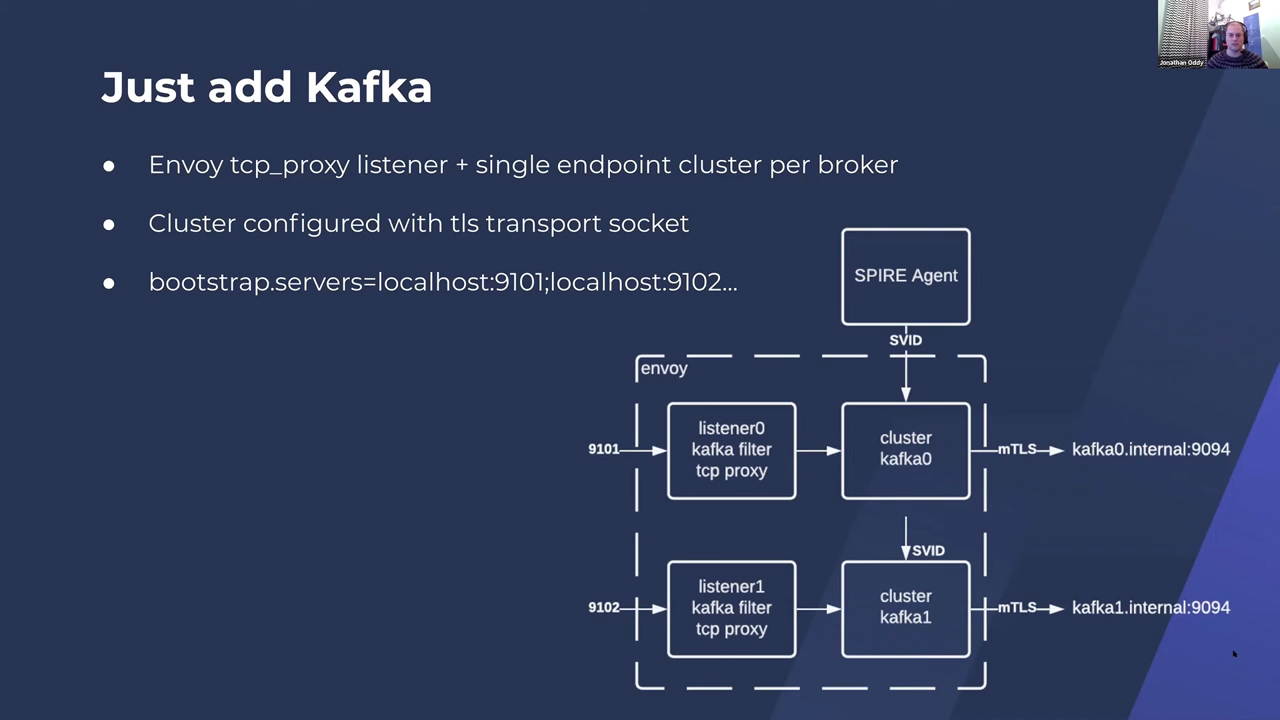 Jonathan Oddy
Just add Kafka
● Envoy tcp_proxy listener + single endpoint cluster per broker
● Cluster configured with tls transport socket
● bootstrap.servers=localhost:9101;localhost:9102...
SPIRE Agent
SVID
envoy
9101
listener0
kafka filter
tcp proxy
cluster
kafka0
mTLS
kafka0.internal:9094
SVID
9102
listener1
kafka filter
tcp proxy
cluster
kafka1
mTLS
kafka1.internal:9094